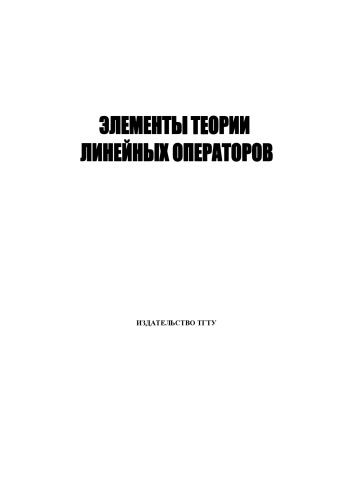 ЭЛЕМЕНТЫ ТЕОРИИ
ЛИНЕЙНЫХ ОПЕРАТОРОВ
ИЗДАТЕЛЬСТВО ТГТУ